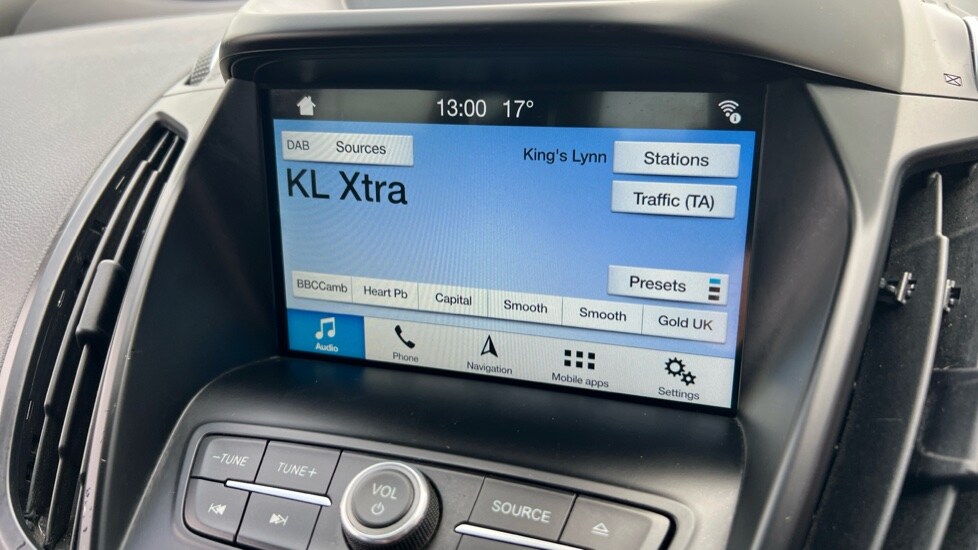 13:00 17°
DAB Sources
King's Lynn Stations
KL Xtra
Traffic (TA)
Presets
BBCCamb Heart Pb Capital Smooth Smooth Gold UK
Audio Phone Navigation Mobile apps Settings
-TUNE TUNE+
VOL
SOURCE